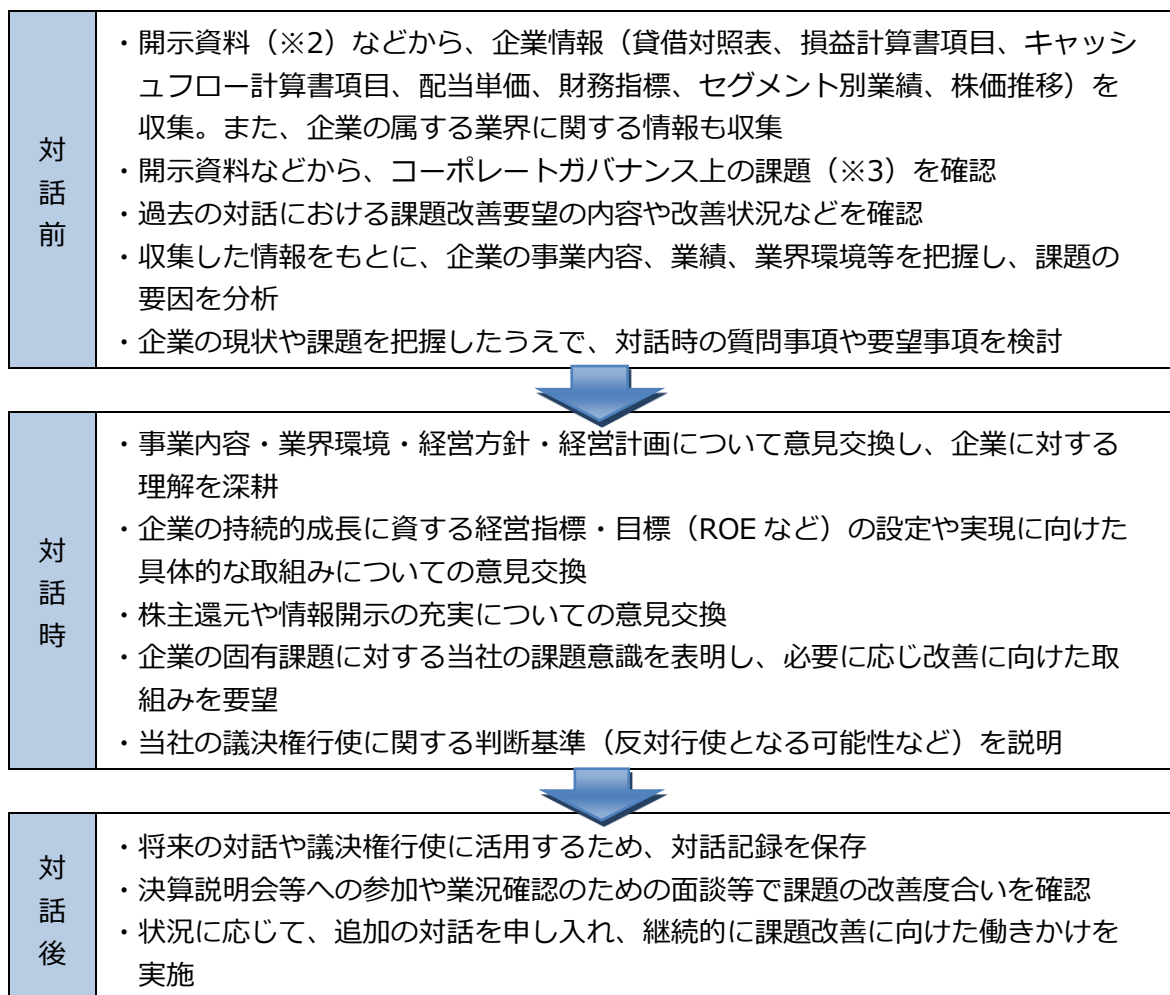 対話前
・開示資料（※2）などから、企業情報（貸借対照表、損益計算書項目、キャッシ
ュフロー計算書項目、配当単価、財務指標、セグメント別業績、株価推移）を
収集。また、企業の属する業界に関する情報も収集
・開示資料などから、コーポレートガバナンス上の課題（※3）を確認
・過去の対話における課題改善要望の内容や改善状況などを確認
・収集した情報をもとに、企業の事業内容、業績、業界環境等を把握し、課題の
要因を分析
・企業の現状や課題を把握したうえで、対話時の質問事項や要望事項を検討
対話時
・事業内容・業界環境・経営方針・経営計画について意見交換し、企業に対する
理解を深耕
・企業の持続的成長に資する経営指標・目標（ROE など）の設定や実現に向けた
具体的な取組みについての意見交換
・株主還元や情報開示の充実についての意見交換
・企業の固有課題に対する当社の課題意識を表明し、必要に応じ改善に向けた取
組みを要望
・当社の議決権行使に関する判断基準（反対行使となる可能性など）を説明
対話後
・将来の対話や議決権行使に活用するため、対話記録を保存
・決算説明会等への参加や業況確認のための面談等で課題の改善度合いを確認
・状況に応じて、追加の対話を申し入れ、継続的に課題改善に向けた働きかけを
実施